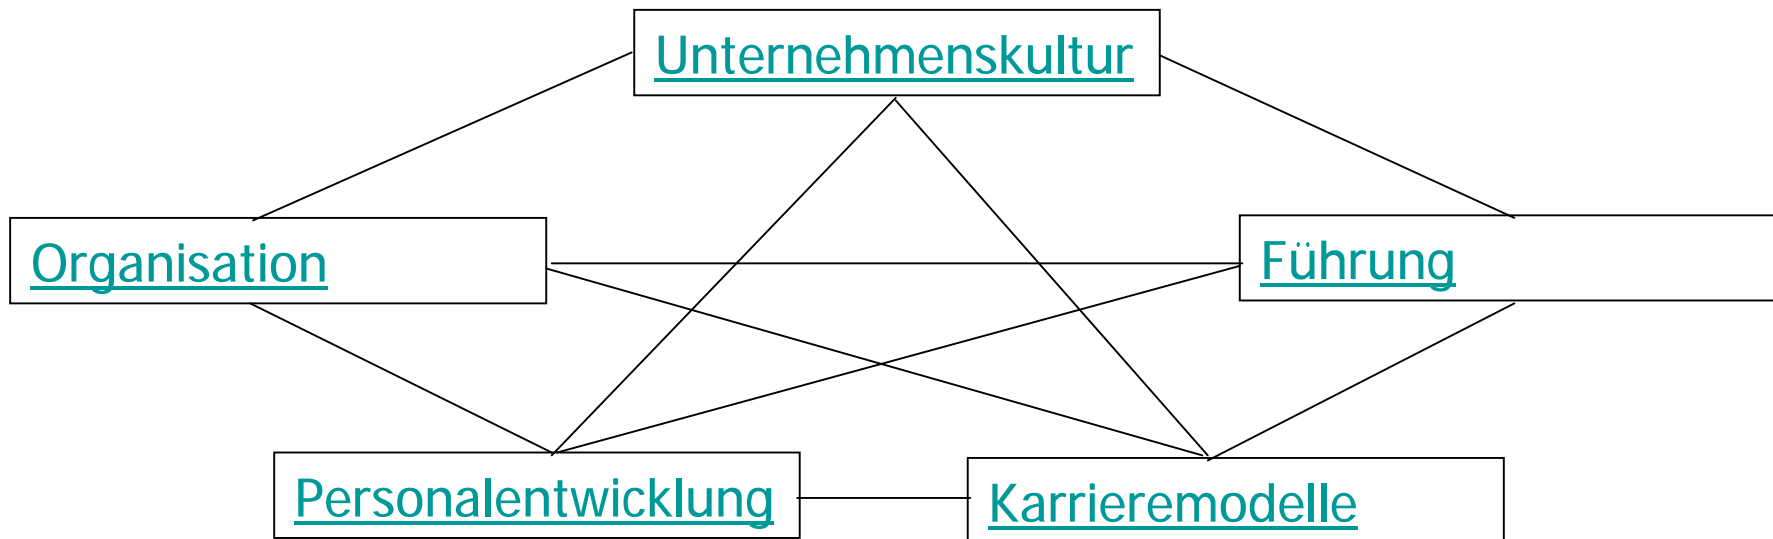 Unternehmenskultur
Organisation
Führung
Personalentwicklung
Karrieremodelle